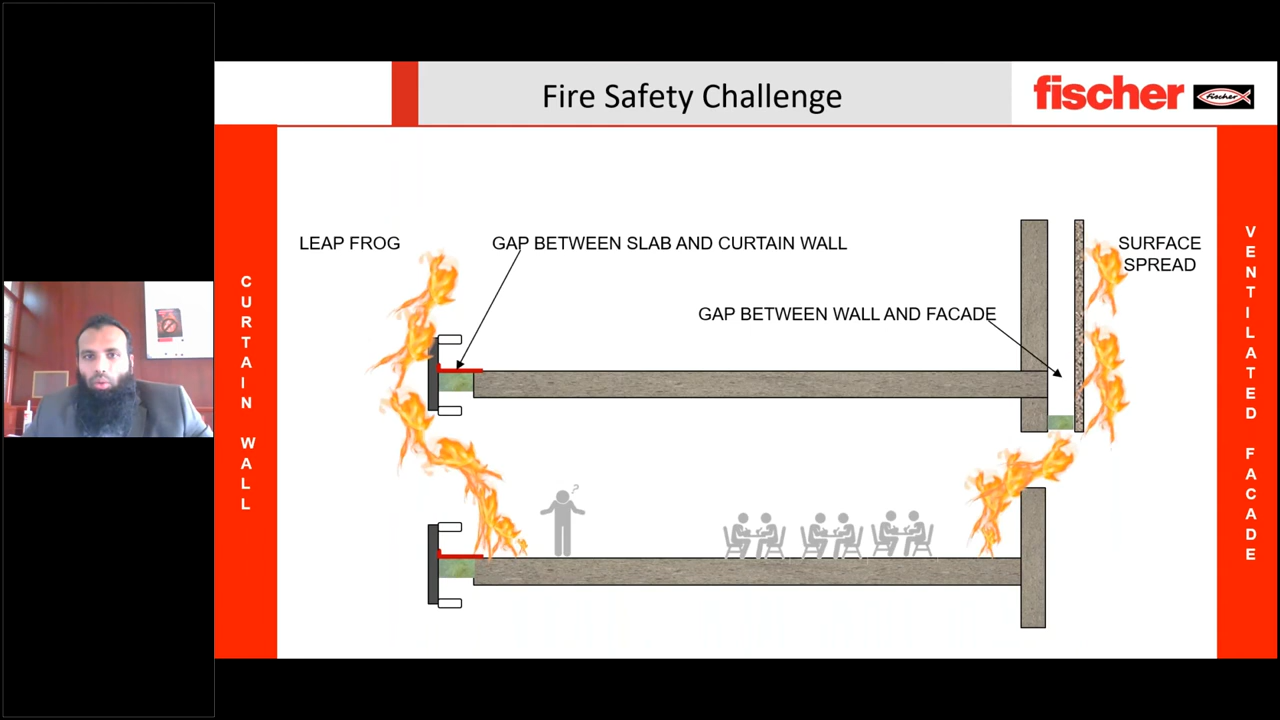 Fire Safety Challenge
fischer
fischer
LEAP FROG
GAP BETWEEN SLAB AND CURTAIN WALL
SURFACE
SPREAD
GAP BETWEEN WALL AND FACADE
CURTAIN WALL
VENTILATED FACADE
?